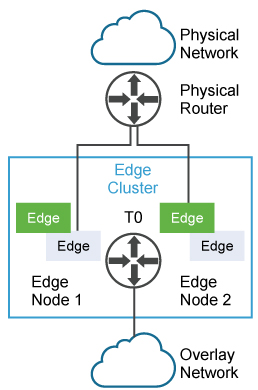 Physical
Network
Physical
Router
Edge
Cluster
Edge
Edge
T0
Edge
Edge
Edge
Node 1
Edge
Node 2
Overlay
Network